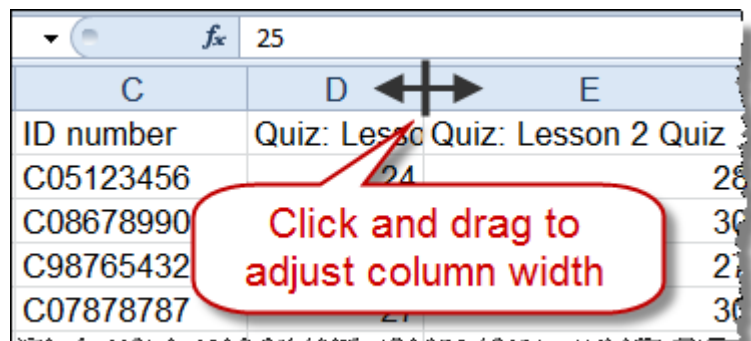 fx 25
C D E
ID number Quiz: Lesso Quiz: Lesson 2 Quiz
C05123456 24 28
C08678990 30
C98765432 27
C07878787 27 30
Click and drag to
adjust column width